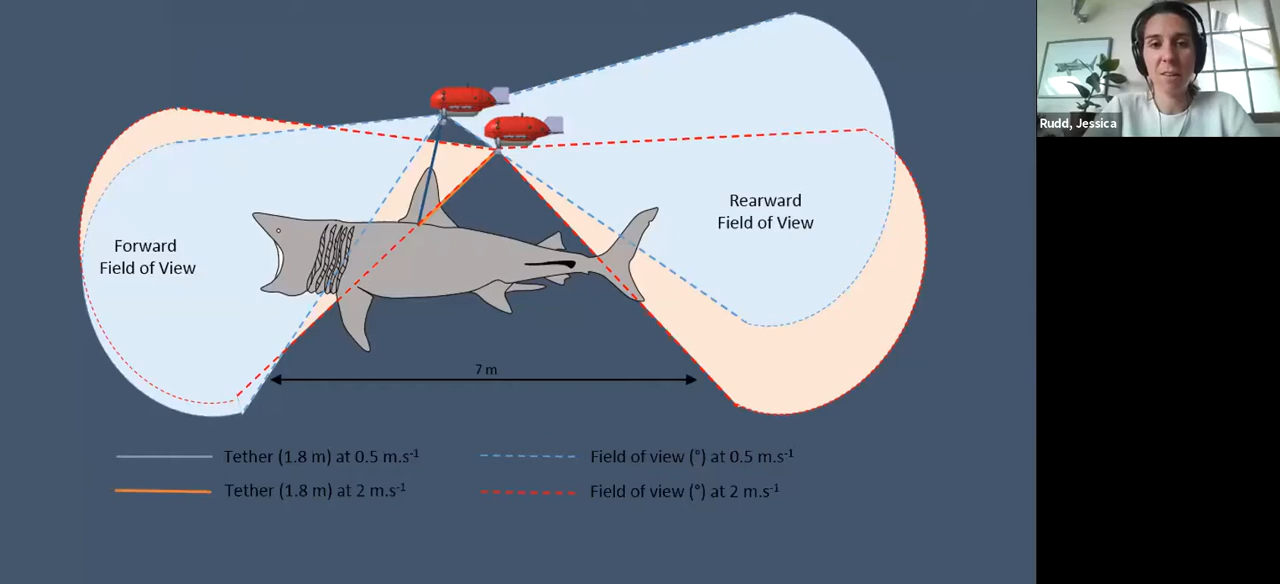 Rudd, Jessica
Forward
Field of View
Rearward
Field of View
7 m
Tether (1.8 m) at 0.5 m.s⁻¹
Field of view (°) at 0.5 m.s⁻¹
Tether (1.8 m) at 2 m.s⁻¹
Field of view (°) at 2 m.s⁻¹